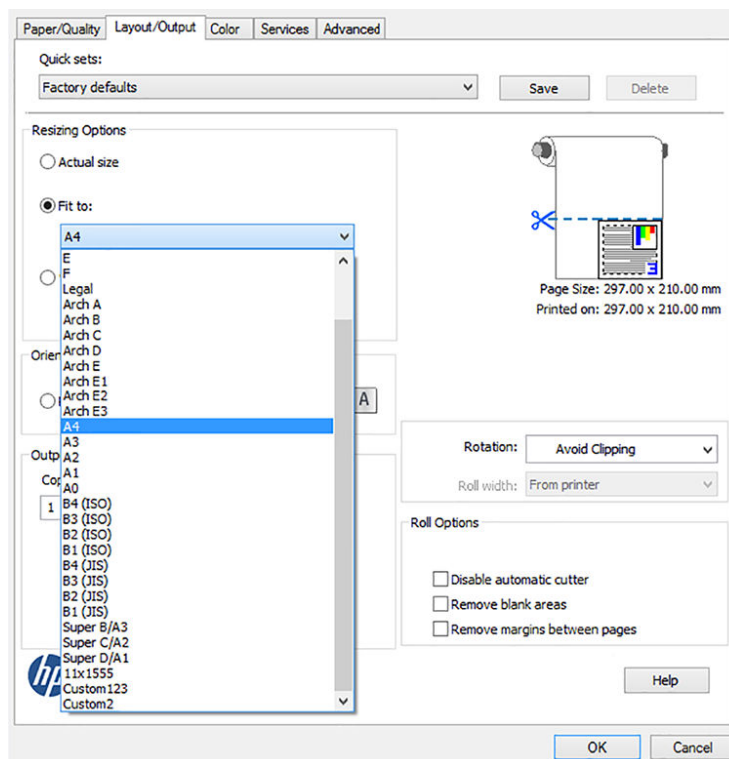 Paper/Quality Layout/Output Color Services Advanced
Quick sets:
Factory defaults
Save
Delete
Resizing Options
Actual size
Fit to:
A4
E
F
Legal
Arch A
Arch B
Arch C
Arch D
Arch E
Arch E1
Arch E2
Arch E3
A4
A3
A2
A1
A0
B4 (ISO)
B3 (ISO)
B2 (ISO)
B1 (ISO)
B4 (JIS)
B3 (JIS)
B2 (JIS)
B1 (JIS)
Super B/A3
Super C/A2
Super D/A1
11x1555
Custom123
Custom2
Orien
A
Outp
Cop
1
hp
E
Page Size: 297.00 x 210.00 mm
Printed on: 297.00 x 210.00 mm
Rotation: Avoid Clipping
Roll width: From printer
Roll Options
Disable automatic cutter
Remove blank areas
Remove margins between pages
Help
OK
Cancel